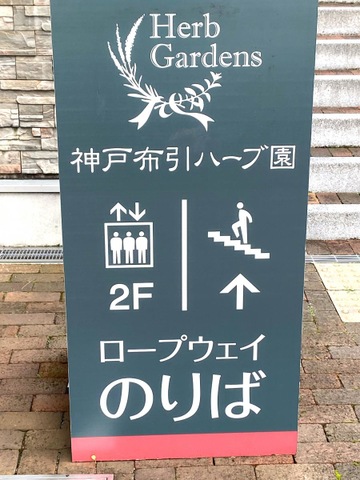 Herb
Gardens
神戸布引ハーブ園
2F
ロープウェイ
のりば